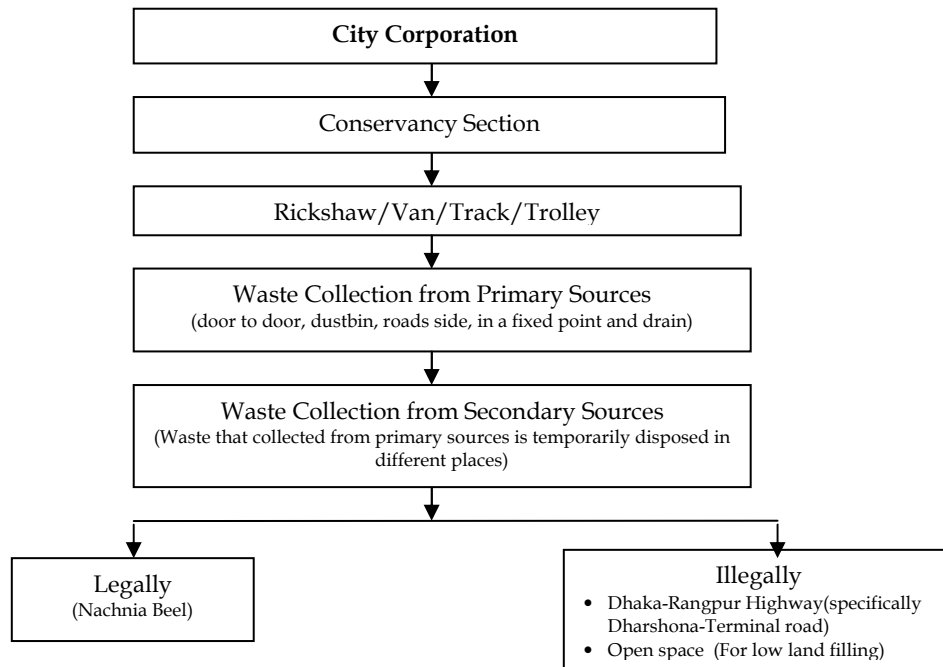 City Corporation
Conservancy Section
Rickshaw/Van/Track/Trolley
Waste Collection from Primary Sources
(door to door, dustbin, roads side, in a fixed point and drain)
Waste Collection from Secondary Sources
(Waste that collected from primary sources is temporarily disposed in
different places)
Legally
(Nachnia Beel)
Illegally
• Dhaka-Rangpur Highway(specifically
Dharshona-Terminal road)
• Open space (For low land filling)